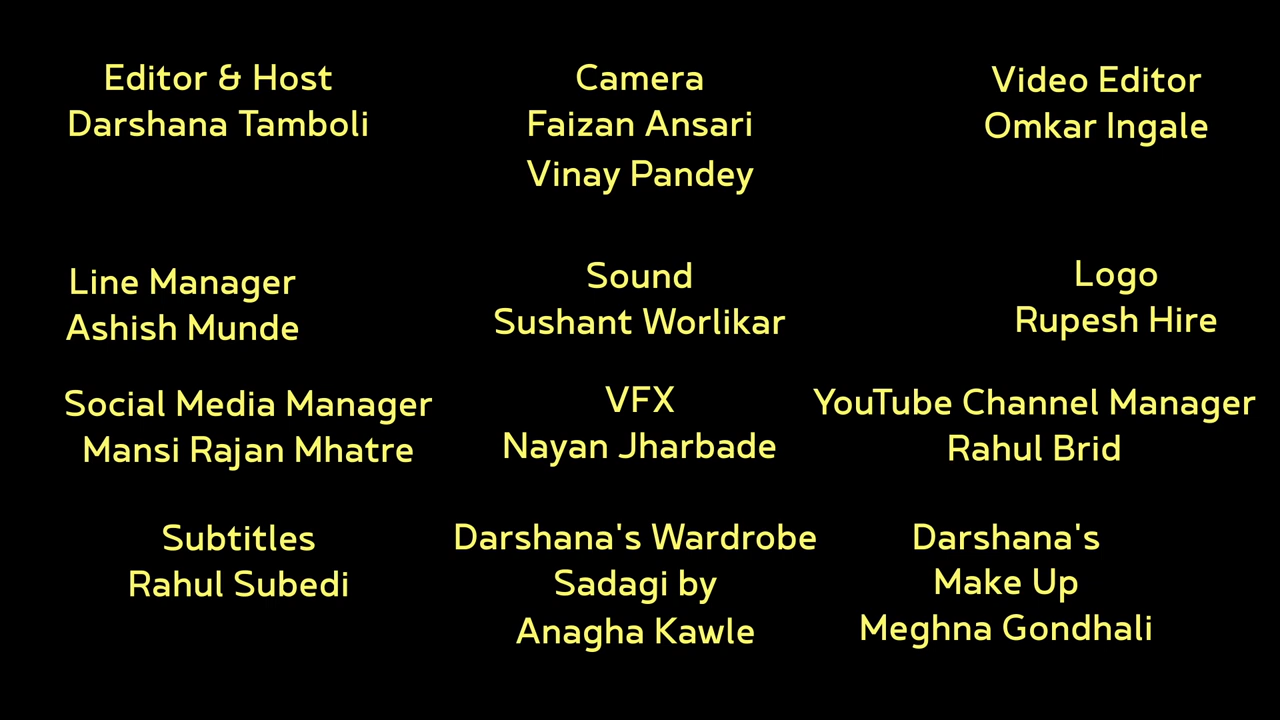 Editor & Host
Darshana Tamboli
Camera
Faizan Ansari
Vinay Pandey
Video Editor
Omkar Ingale
Line Manager
Ashish Munde
Sound
Sushant Worlikar
Logo
Rupesh Hire
Social Media Manager
Mansi Rajan Mhatre
VFX
Nayan Jharbade
YouTube Channel Manager
Rahul Brid
Subtitles
Rahul Subedi
Darshana's Wardrobe
Sadagi by
Anagha Kawle
Darshana's
Make Up
Meghna Gondhali